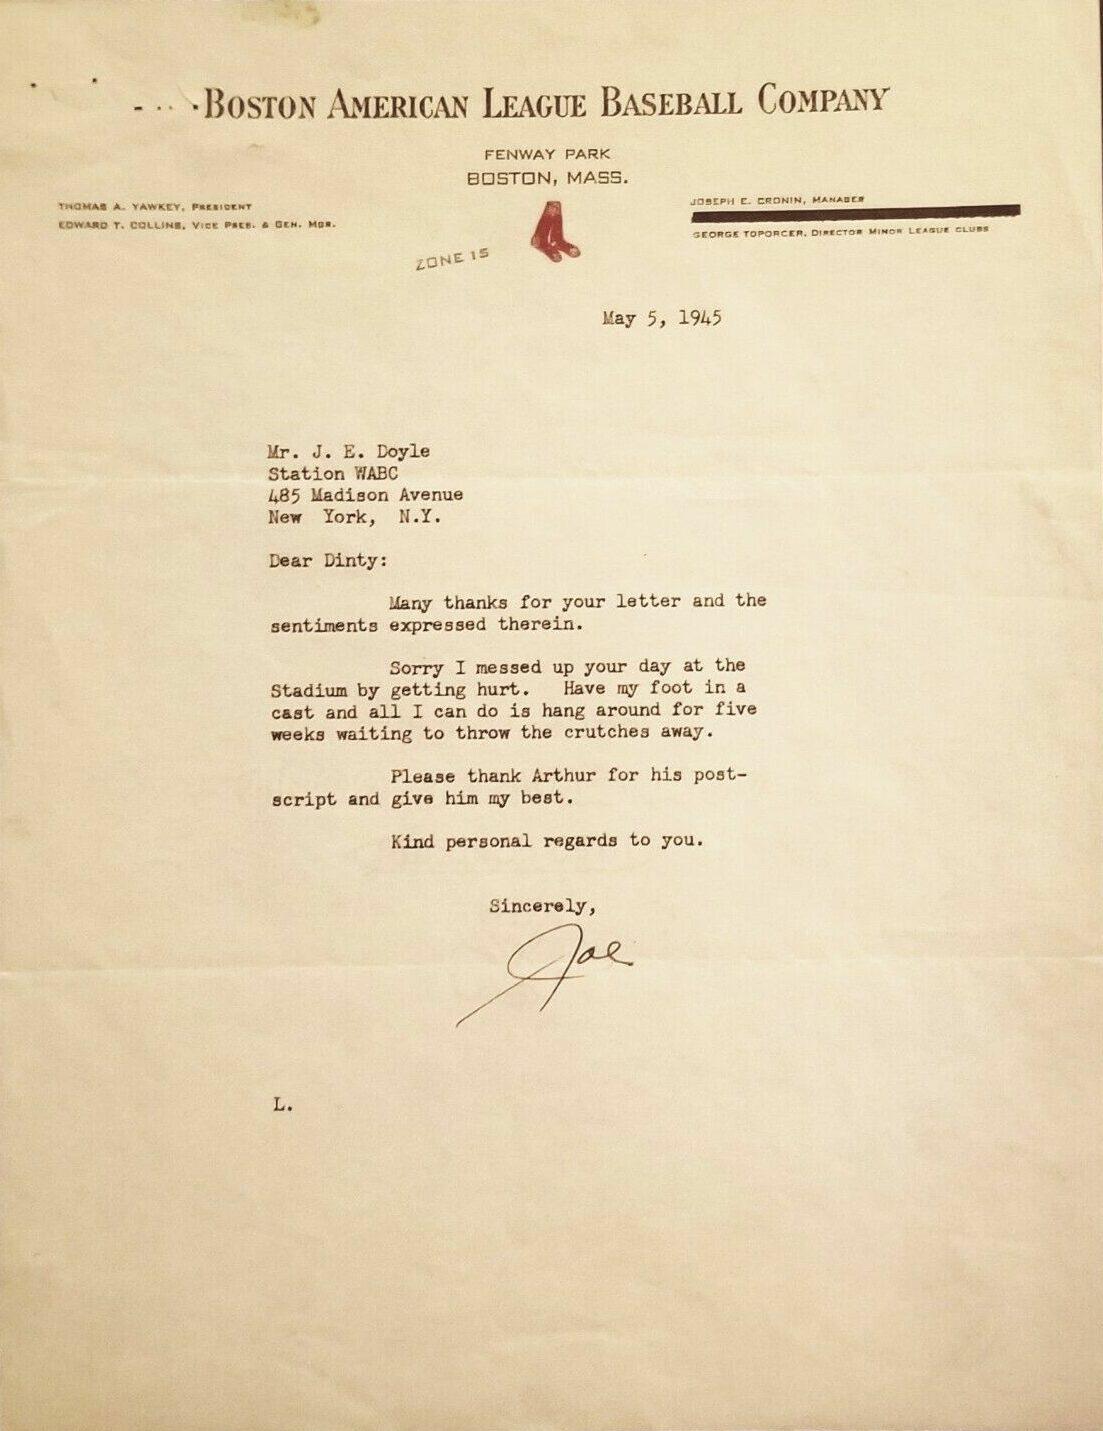 BOSTON AMERICAN LEAGUE BASEBALL COMPANY
FENWAY PARK
BOSTON, MASS.
THOMAS A. YAWKEY, PRESIDENT
EDWARD T. COLLINS, VICE PRES. & GEN. MGR.
JOSEPH E. CRONIN, MANAGER
GEORGE TOPORCER, DIRECTOR MINOR LEAGUE CLUBS
ZONE 15
May 5, 1945
Mr. J. E. Doyle
Station WABC
485 Madison Avenue
New York, N.Y.
Dear Dinty:
Many thanks for your letter and the
sentiments expressed therein.
Sorry I messed up your day at the
Stadium by getting hurt. Have my foot in a
cast and all I can do is hang around for five
weeks waiting to throw the crutches away.
Please thank Arthur for his post-
script and give him my best.
Kind personal regards to you.
Sincerely,
Joe
L.